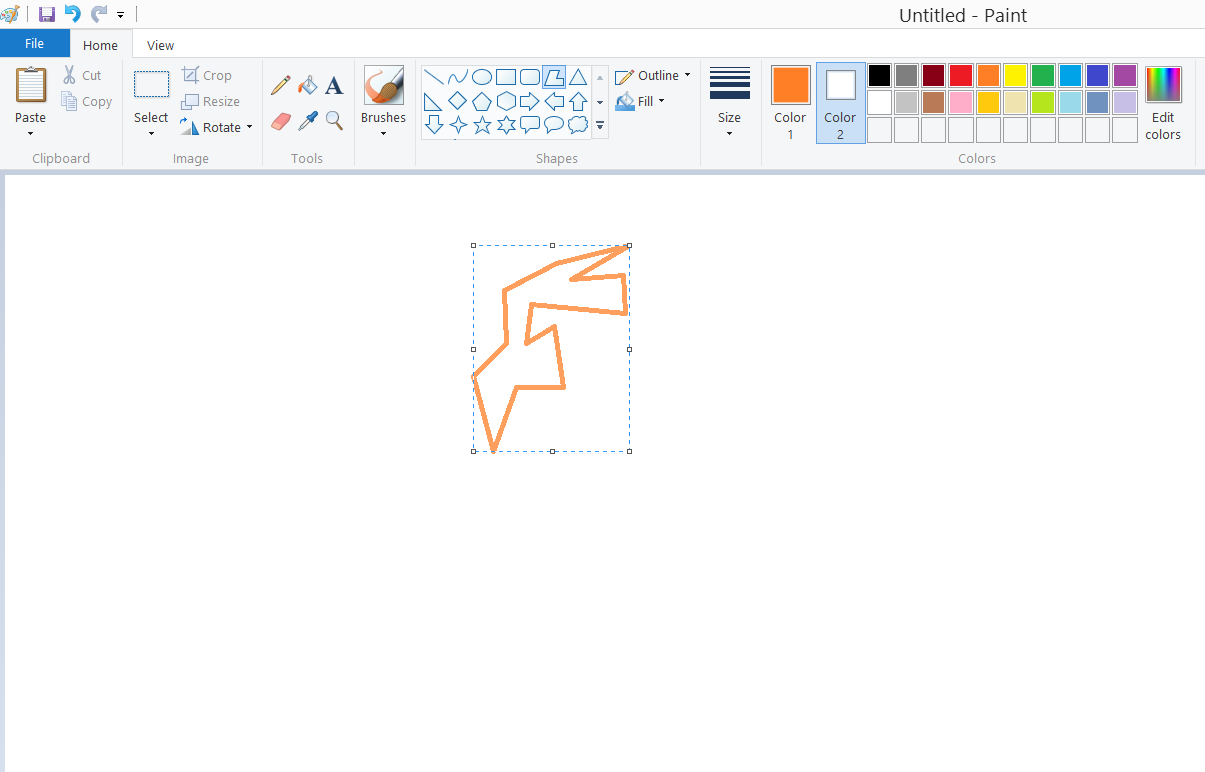 Untitled - Paint
File
Home
View
Paste
Cut
Copy
Clipboard
Select
Crop
Resize
Rotate
Image
A
Tools
Brushes
Outline
Fill
Shapes
Size
Color
1
Color
2
Edit
colors
Colors